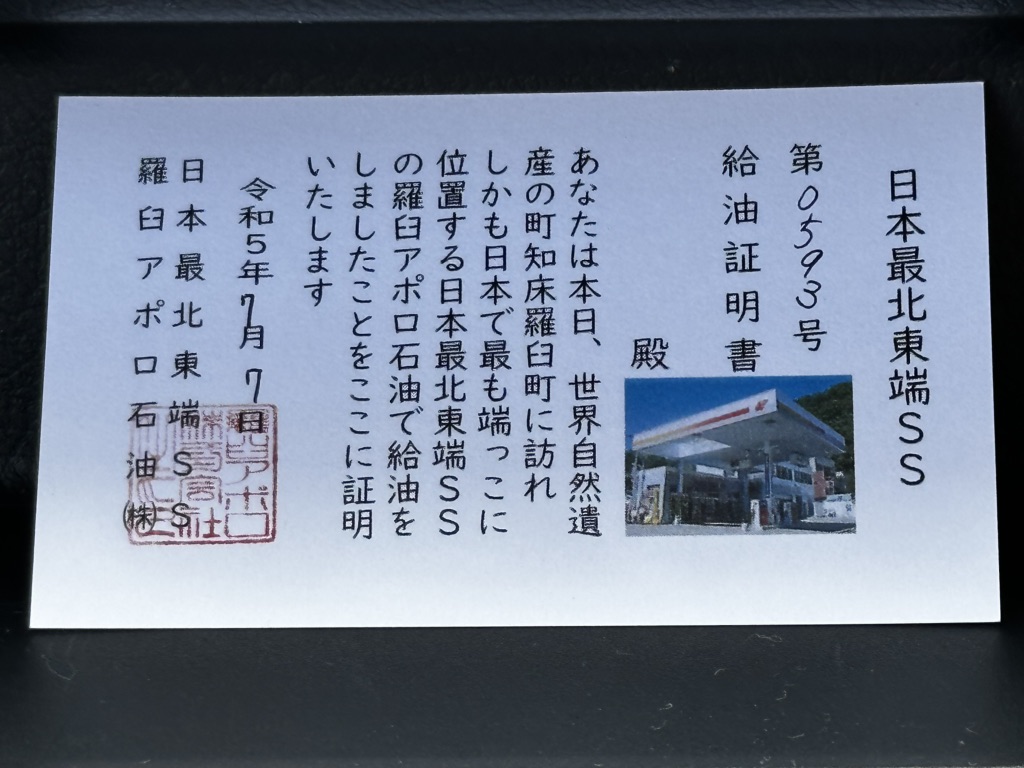 日本最北東端SS
第0593号
給油証明書
殿
あなたは本日、世界自然遺
産の町知床羅臼町に訪れ
しかも日本で最も端っこに
位置する日本最北東端SS
の羅臼アポロ石油で給油を
しましたことをここに証明
いたします
令和5年7月7日
日本最北東端SS
羅臼アポロ石油㈱